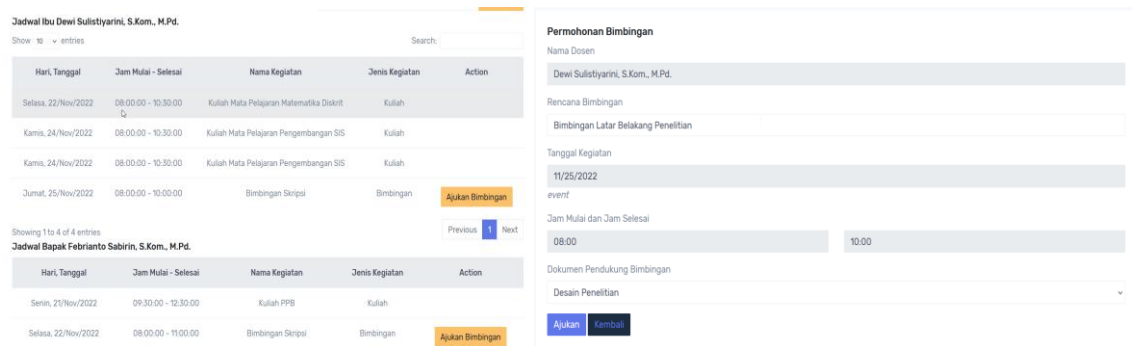 Jadwal Ibu Dewi Sulistiyarini, S.Kom., M.Pd.
Show 10 entries Search:
Hari, Tanggal Jam Mulai - Selesai Nama Kegiatan Jenis Kegiatan Action
Selasa, 22/Nov/2022 08:00:00 - 10:30:00 Kuliah Mata Pelajaran Matematika Diskrit Kuliah
Kamis, 24/Nov/2022 08:00:00 - 10:30:00 Kuliah Mata Pelajaran Pengembangan SIS Kuliah
Kamis, 24/Nov/2022 08:00:00 - 10:30:00 Kuliah Mata Pelajaran Pengembangan SIS Kuliah
Jumat, 25/Nov/2022 08:00:00 - 10:00:00 Bimbingan Skripsi Bimbingan Ajukan Bimbingan
Showing 1 to 4 of 4 entries Previous 1 Next
Jadwal Bapak Febrianto Sabirin, S.Kom., M.Pd.
Hari, Tanggal Jam Mulai - Selesai Nama Kegiatan Jenis Kegiatan Action
Senin, 21/Nov/2022 09:30:00 - 12:30:00 Kuliah PPB Kuliah
Selasa, 22/Nov/2022 08:00:00 - 11:00:00 Bimbingan Skripsi Bimbingan Ajukan Bimbingan
Permohonan Bimbingan
Nama Dosen
Dewi Sulistiyarini, S.Kom., M.Pd.
Rencana Bimbingan
Bimbingan Latar Belakang Penelitian
Tanggal Kegiatan
11/25/2022
event
Jam Mulai dan Jam Selesai
08:00 10:00
Dokumen Pendukung Bimbingan
Desain Penelitian
Ajukan Kembali